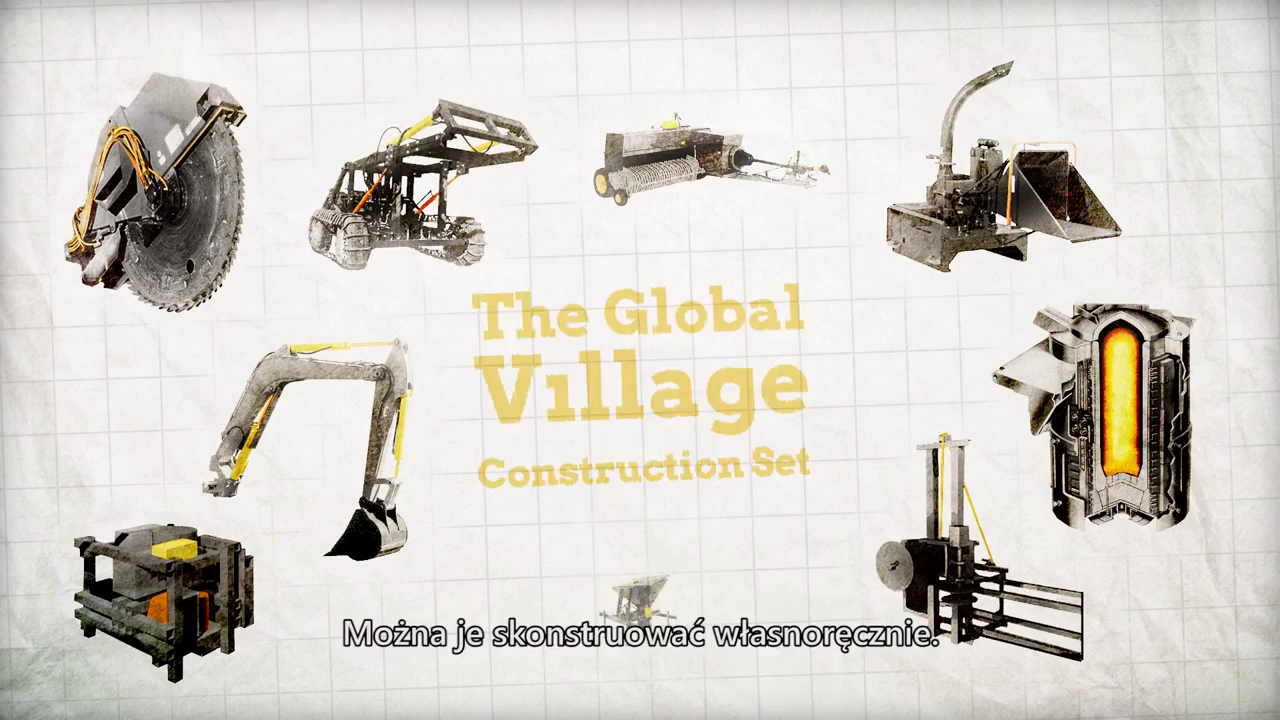 The Global
Village
Construction Set
Można je skonstruować własnoręcznie.